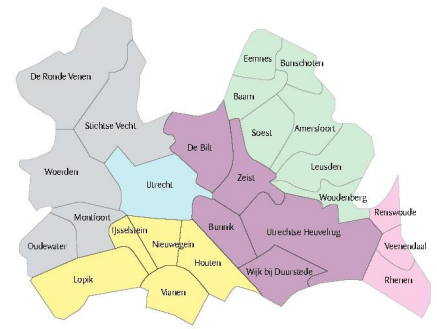 Eemnes
Bunschoten
De Ronde Venen
Baarn
Stichtse Vecht
Soest
Amersfoort
De Bilt
Leusden
Woerden
Zeist
Utrecht
Woudenberg
Montfoort
Renswoude
IJsselstein
Bunnik
Utrechtse Heuvelrug
Oudewater
Nieuwegein
Veenendaal
Houten
Lopik
Wijk bij Duurstede
Rhenen
Vianen